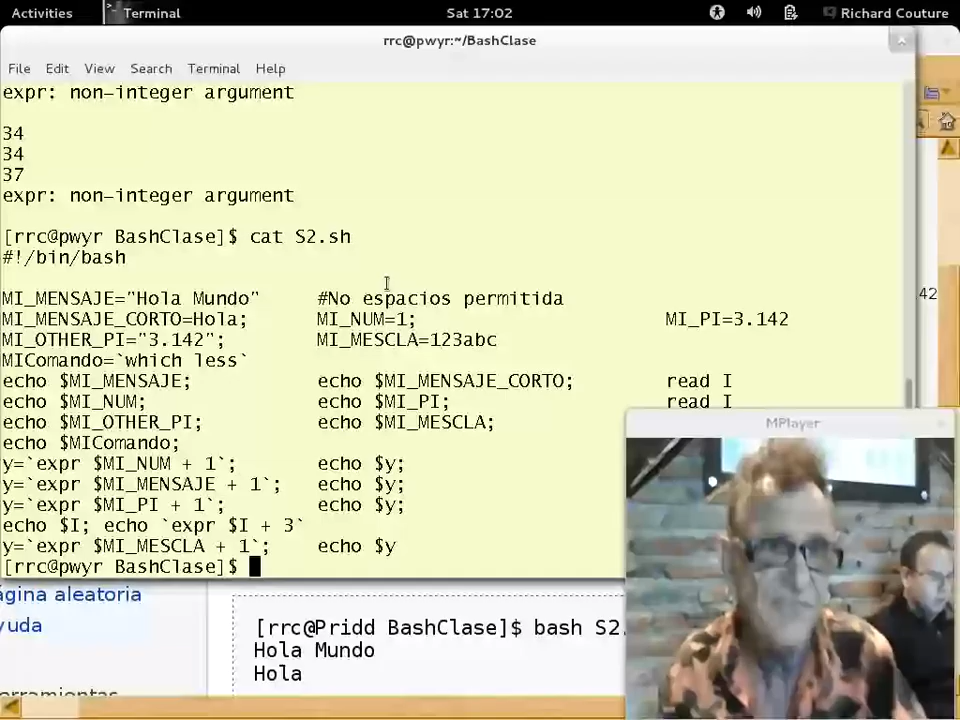 Activities Terminal Sat 17:02 Richard Couture
rrc@pwyr:~/BashClase
File Edit View Search Terminal Help
expr: non-integer argument
34
34
37
expr: non-integer argument
[rrc@pwyr BashClase]$ cat S2.sh
#!/bin/bash
MI_MENSAJE="Hola Mundo" #No espacios permitida
MI_MENSAJE_CORTO=Hola; MI_NUM=1; MI_PI=3.142
MI_OTHER_PI="3.142"; MI_MESCLA=123abc
MIComando=`which less`
echo $MI_MENSAJE; echo $MI_MENSAJE_CORTO; read I
echo $MI_NUM; echo $MI_PI; read I
echo $MI_OTHER_PI; echo $MI_MESCLA;
echo $MIComando;
y=`expr $MI_NUM + 1`; echo $y;
y=`expr $MI_MENSAJE + 1`; echo $y;
y=`expr $MI_PI + 1`; echo $y;
echo $I; echo `expr $I + 3`
y=`expr $MI_MESCLA + 1`; echo $y
[rrc@pwyr BashClase]$
42
MPlayer
ágina aleatoria
yuda
erramientas
[rrc@Pridd BashClase]$ bash S2.
Hola Mundo
Hola